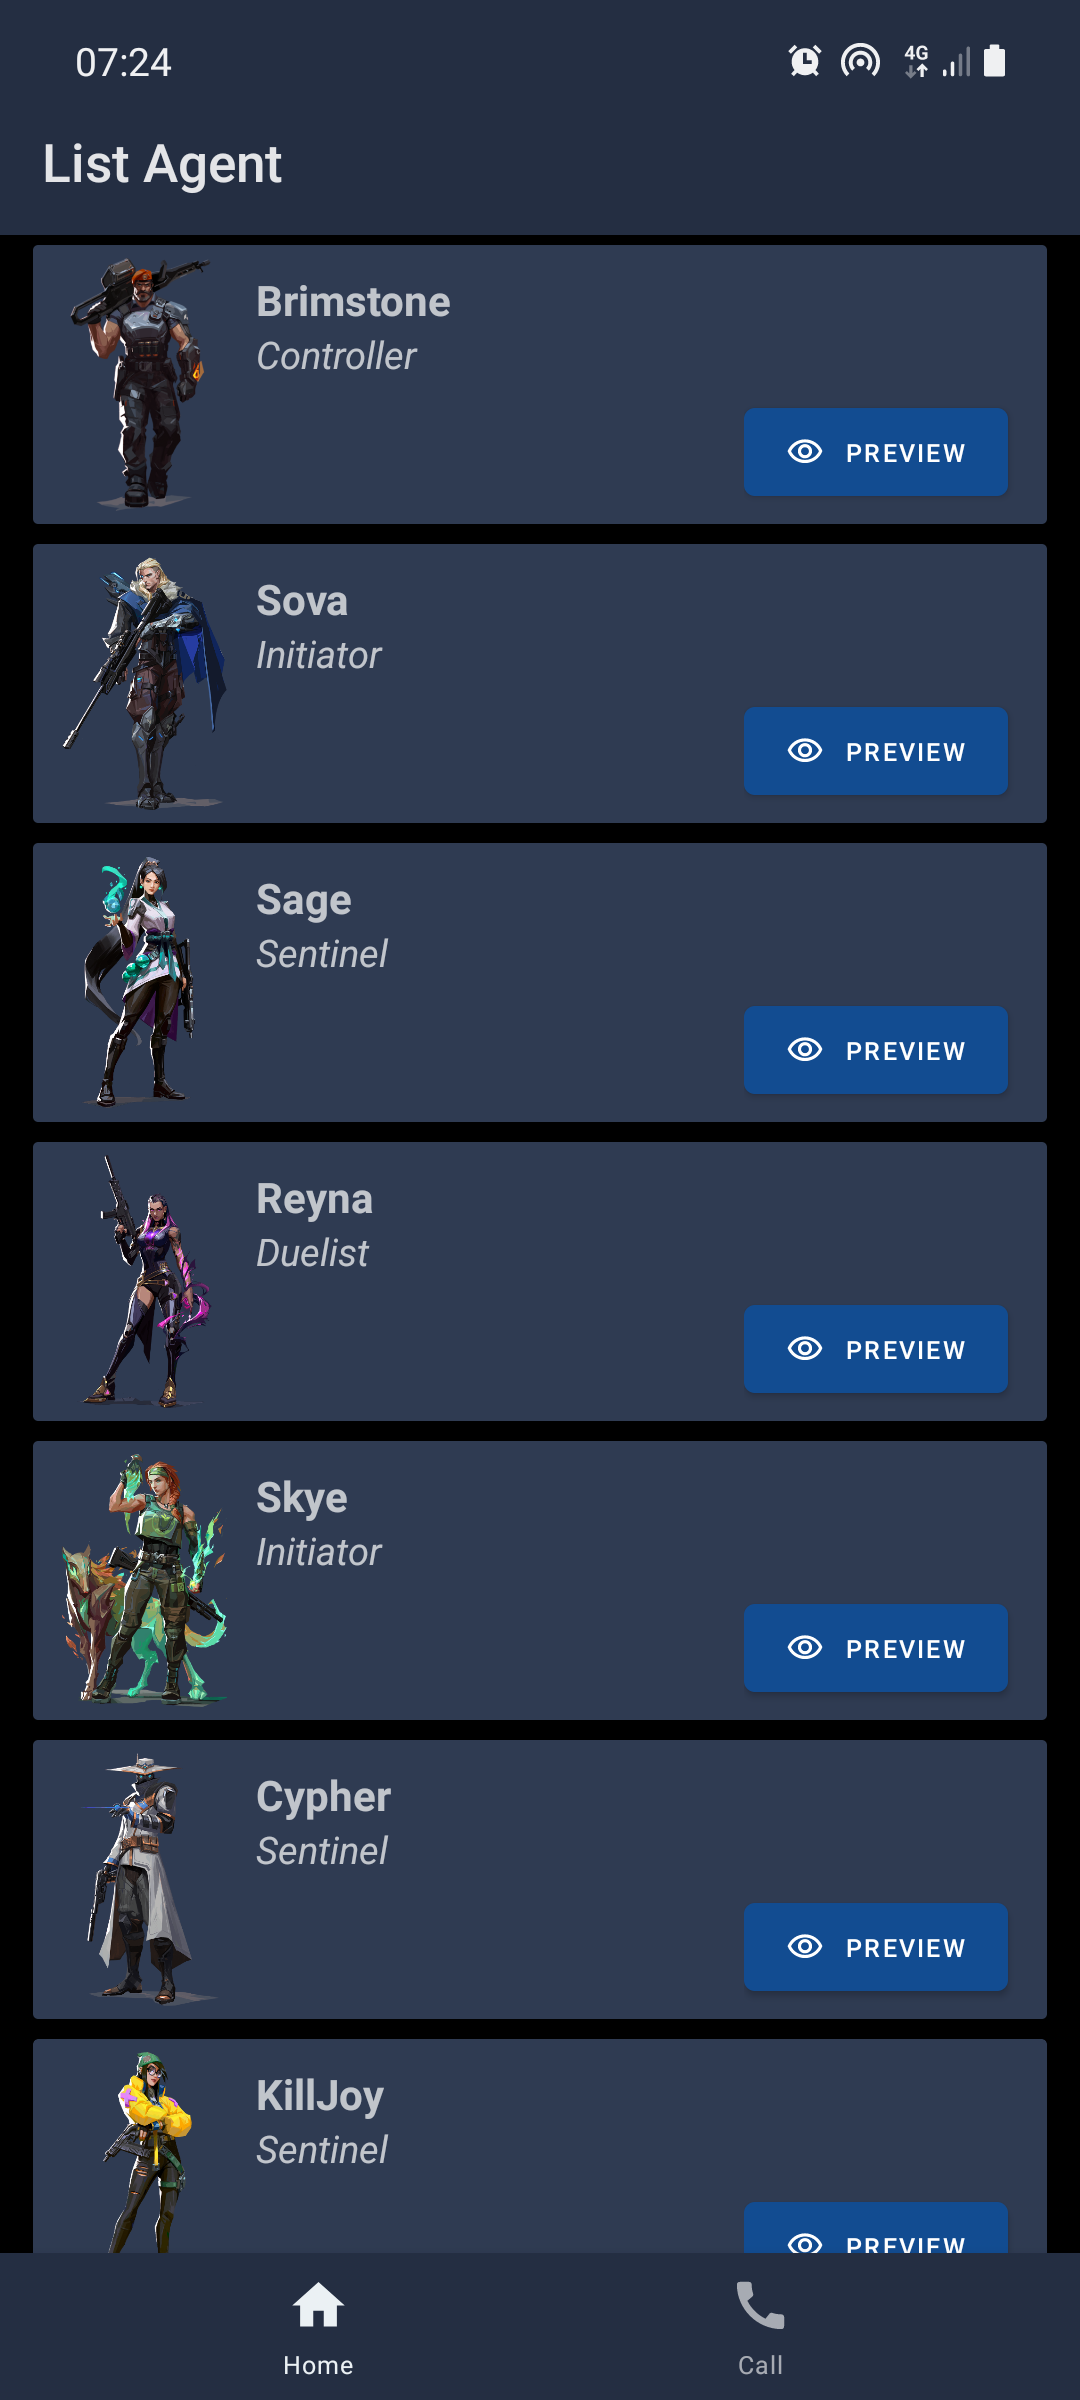 07:24
4G
List Agent
Brimstone
Controller
PREVIEW
Sova
Initiator
PREVIEW
Sage
Sentinel
PREVIEW
Reyna
Duelist
PREVIEW
Skye
Initiator
PREVIEW
Cypher
Sentinel
PREVIEW
KillJoy
Sentinel
PREVIEW
Home
Call